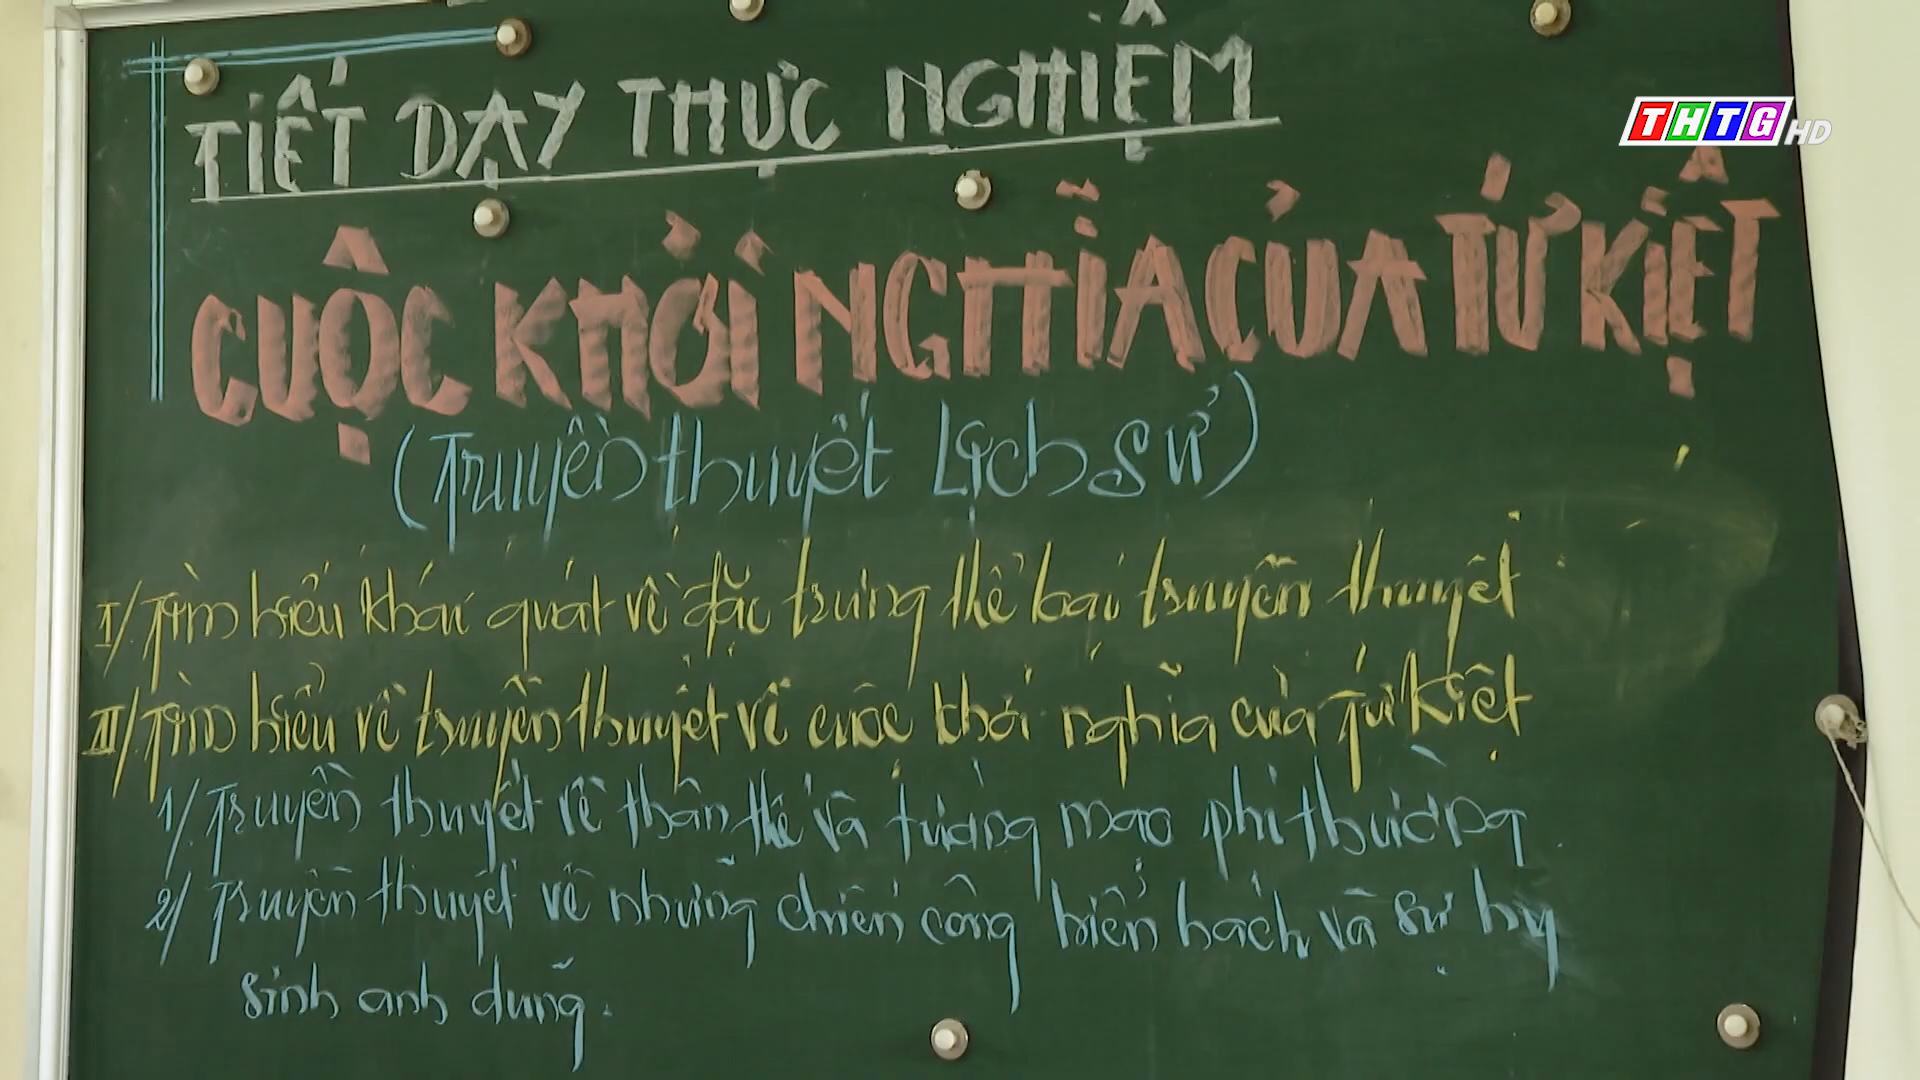 TIẾT DẠY THỰC NGHIỆM
THTG HD
CUỘC KHỞI NGHĨA CỦA TỨ KIỆT
(Truyền thuyết Lịch sử)
I/ Tìm hiểu khái quát về đặc trưng thể loại truyền thuyết
II/ Tìm hiểu về truyền thuyết về cuộc khởi nghĩa của Tứ Kiệt
1/ Truyền thuyết về thân thế và tướng mạo phi thường.
2/ Truyền thuyết về những chiến công hiển hách và sự hy
sinh anh dũng.